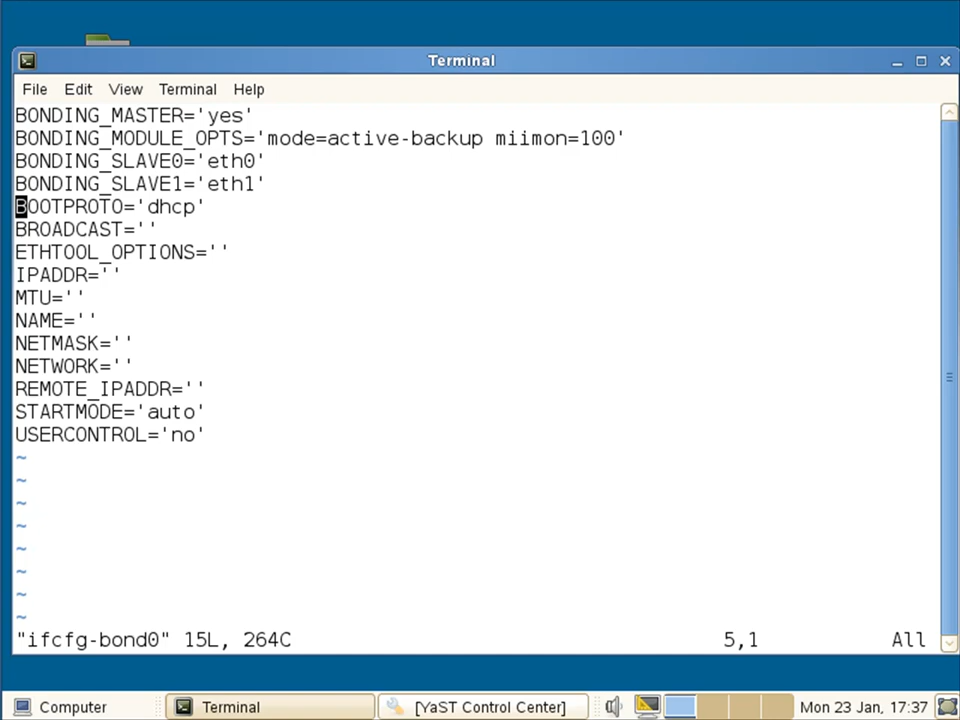 Terminal
File Edit View Terminal Help
BONDING_MASTER='yes'
BONDING_MODULE_OPTS='mode=active-backup miimon=100'
BONDING_SLAVE0='eth0'
BONDING_SLAVE1='eth1'
BOOTPROTO='dhcp'
BROADCAST=''
ETHTOOL_OPTIONS=''
IPADDR=''
MTU=''
NAME=''
NETMASK=''
NETWORK=''
REMOTE_IPADDR=''
STARTMODE='auto'
USERCONTROL='no'
~
~
~
~
~
~
~
~
"ifcfg-bond0" 15L, 264C 5,1 All
Computer Terminal [YaST Control Center] Mon 23 Jan, 17:37